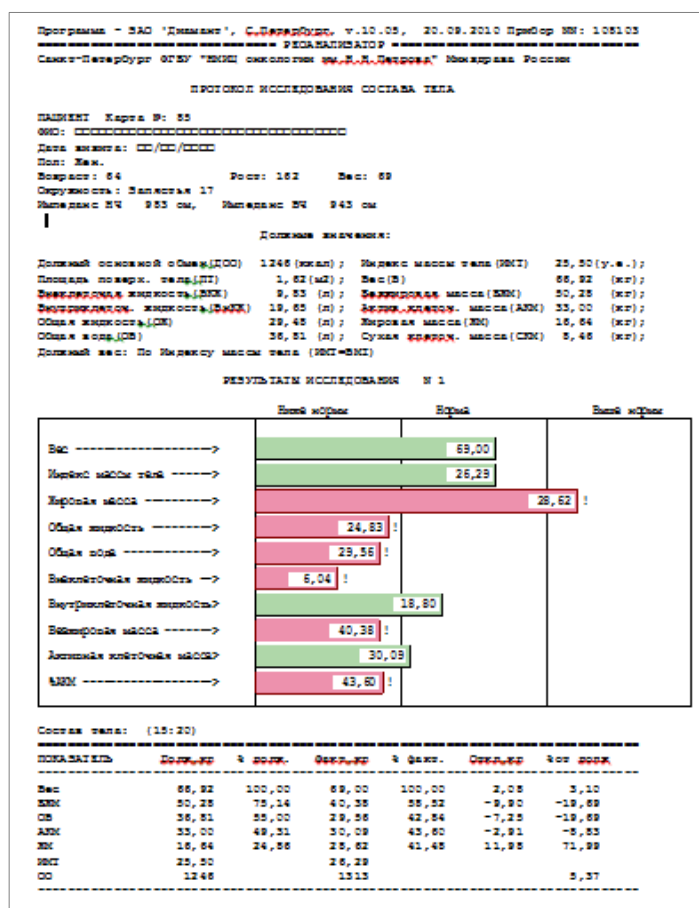 Программа - ЗАО 'Диамант', С.Петербург, v.10.05, 20.09.2010 Прибор NN: 108103
РЕОАНАЛИЗАТОР
Санкт-Петербург ФГБУ "НМИЦ онкологии им.Н.Н.Петрова" Минздрава России
ПРОТОКОЛ ИССЛЕДОВАНИЯ СОСТАВА ТЕЛА
ПАЦИЕНТ Карта №: 85
ФИО: □□□□□□□□□□□□□□□□□□□□□□□□□□□□□□□□□□□
Дата визита: □□/□□/□□□□
Пол: Жен.
Возраст: 64 Рост: 162 Вес: 69
Окружность: Запястья 17
Импеданс НЧ 983 ом, Импеданс ВЧ 943 ом
Должные значения:
Должный основной обмен(ДОО) 1246(ккал); Индекс массы тела(ИМТ) 25,50(у.е.);
Площадь поверх. тела(ПТ) 1,62(м2); Вес(В) 66,92 (кг);
Внеклеточная жидкость(ВКЖ) 9,83 (л); Безжировая масса(БЖМ) 50,28 (кг);
Внутриклеточ. жидкость(ВнКЖ) 19,65 (л); Актив.клеточ. масса(АКМ) 33,00 (кг);
Общая жидкость(ОЖ) 29,48 (л); Жировая масса(ЖМ) 16,64 (кг);
Общая вода(ОВ) 36,81 (л); Сухая клеточ. масса(СКМ) 8,46 (кг);
Должный вес: По Индексу массы тела (ИМТ=BMI)
РЕЗУЛЬТАТЫ ИССЛЕДОВАНИЯ N 1
Ниже нормы Норма Выше нормы
Вес --------------------> 69,00
Индекс массы тела ------> 26,29
Жировая масса ----------> 28,62 !
Общая жидкость ---------> 24,83 !
Общая вода -------------> 29,56 !
Внеклеточная жидкость --> 6,04 !
Внутриклеточная жидкость> 18,80
Безжировая масса -------> 40,38 !
Активная клеточная масса> 30,09
%АКМ -------------------> 43,60 !
Состав тела: (15:20)
ПОКАЗАТЕЛЬ Долж,кг % долж. Факт,кг % факт. Откл,кг %от долж
Вес 66,92 100,00 69,00 100,00 2,08 3,10
БЖМ 50,28 75,14 40,38 58,52 -9,90 -19,69
ОВ 36,81 55,00 29,56 42,84 -7,25 -19,69
АКМ 33,00 49,31 30,09 43,60 -2,91 -8,83
ЖМ 16,64 24,86 28,62 41,48 11,98 71,99
ИМТ 25,50 26,29
ОО 1246 1313 5,37